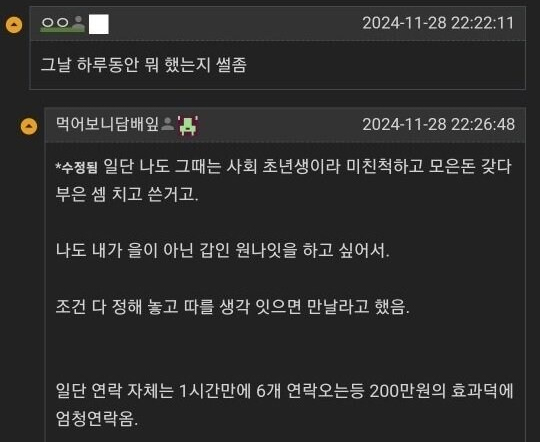 ㅇㅇ 2024-11-28 22:22:11
그날 하루동안 뭐 했는지 썰좀
먹어보니담배잎 2024-11-28 22:26:48
*수정됨 일단 나도 그때는 사회 초년생이라 미친척하고 모은돈 갖다
부은 셈 치고 쓴거고.
나도 내가 을이 아닌 갑인 원나잇을 하고 싶어서.
조건 다 정해 놓고 따를 생각 잇으면 만날라고 했음.
일단 연락 자체는 1시간만에 6개 연락오는등 200만원의 효과덕에
엄청연락옴.